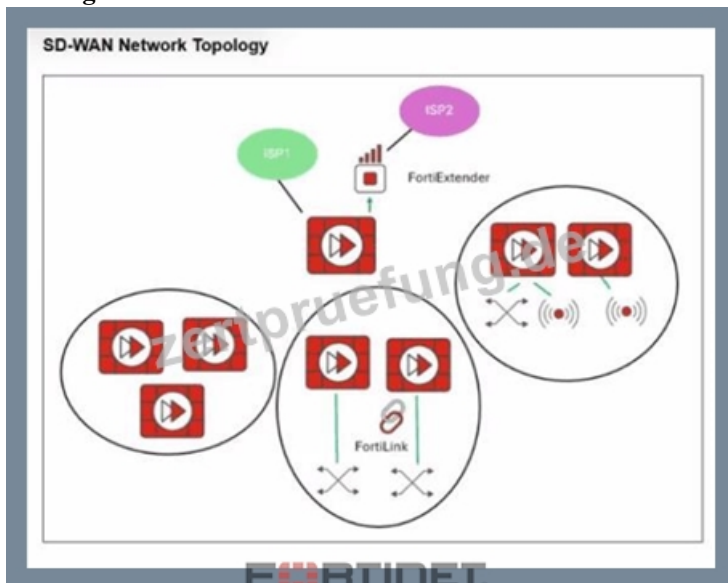 SD-WAN Network Topology
ISP2
ISP1
FortiExtender
zertpruefung.de
FortiLink